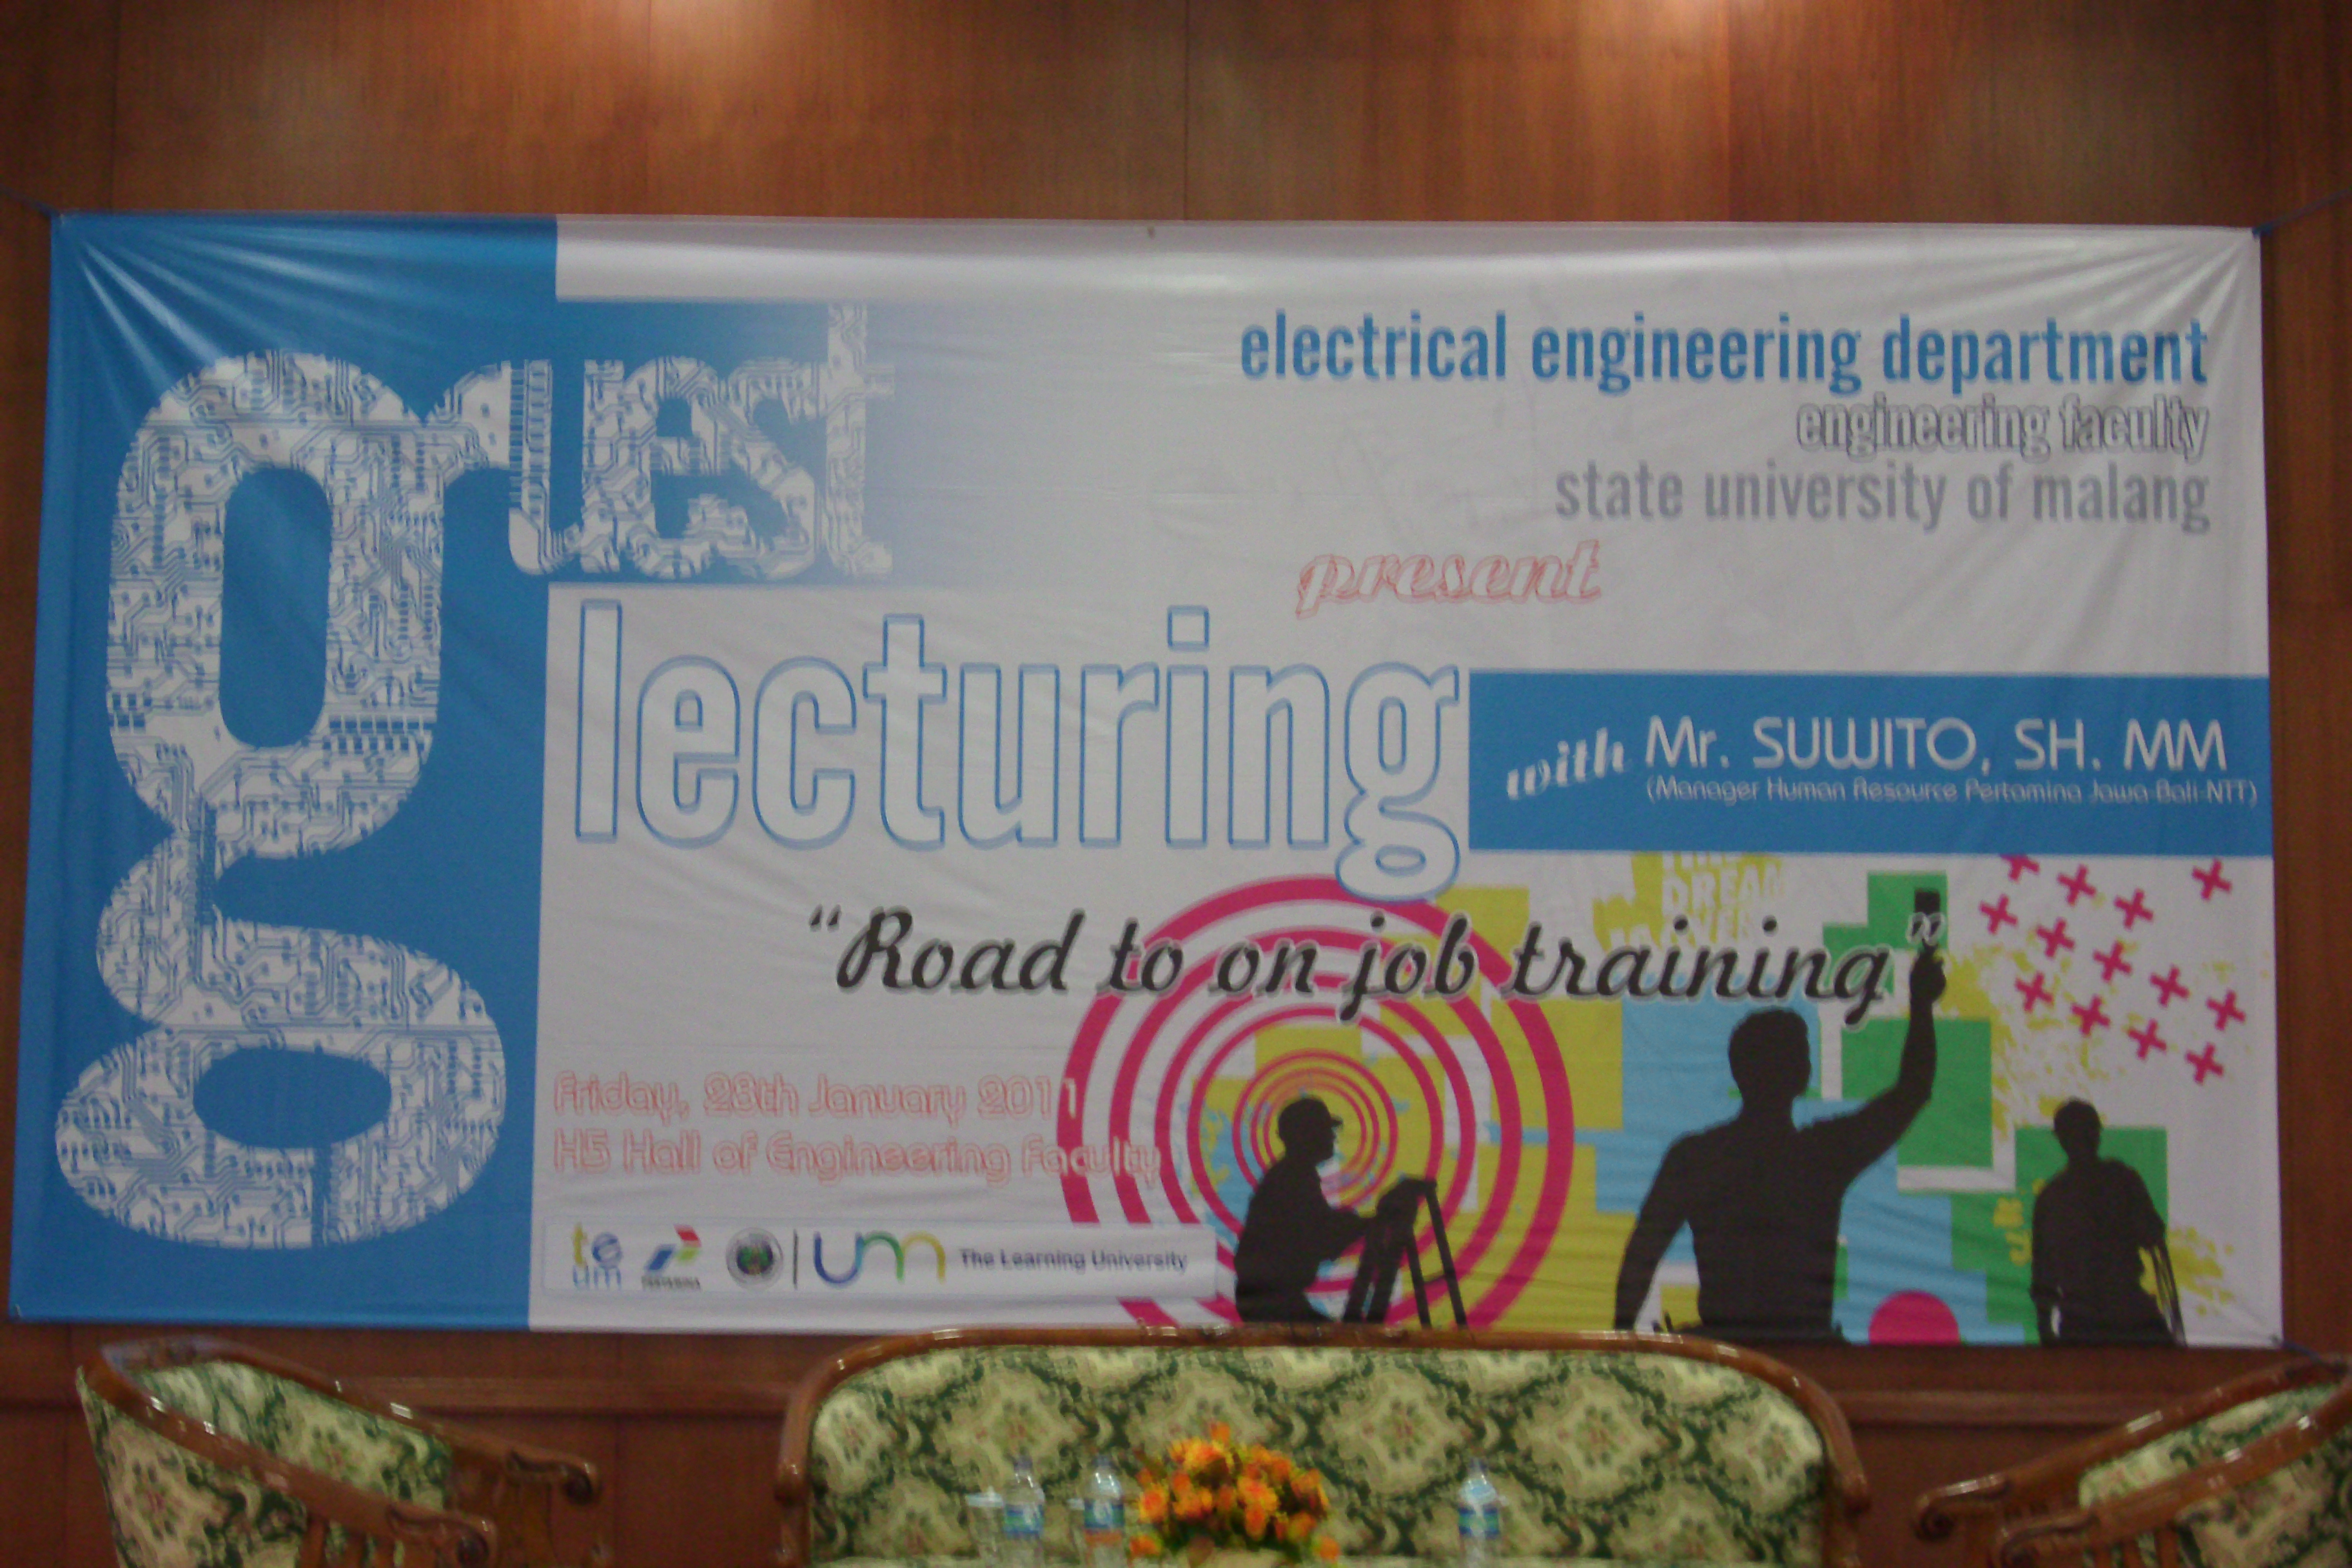 guest
lecturing
electrical engineering department
engineering faculty
state university of malang
present
with Mr. SUWITO, SH. MM
(Manager Human Resource Pertamina Jawa-Bali-NTT)
"Road to on job training"
Friday, 28th January 2011
H5 Hall of Engineering Faculty
te
um
PERTAMINA
um The Learning University
DREAM